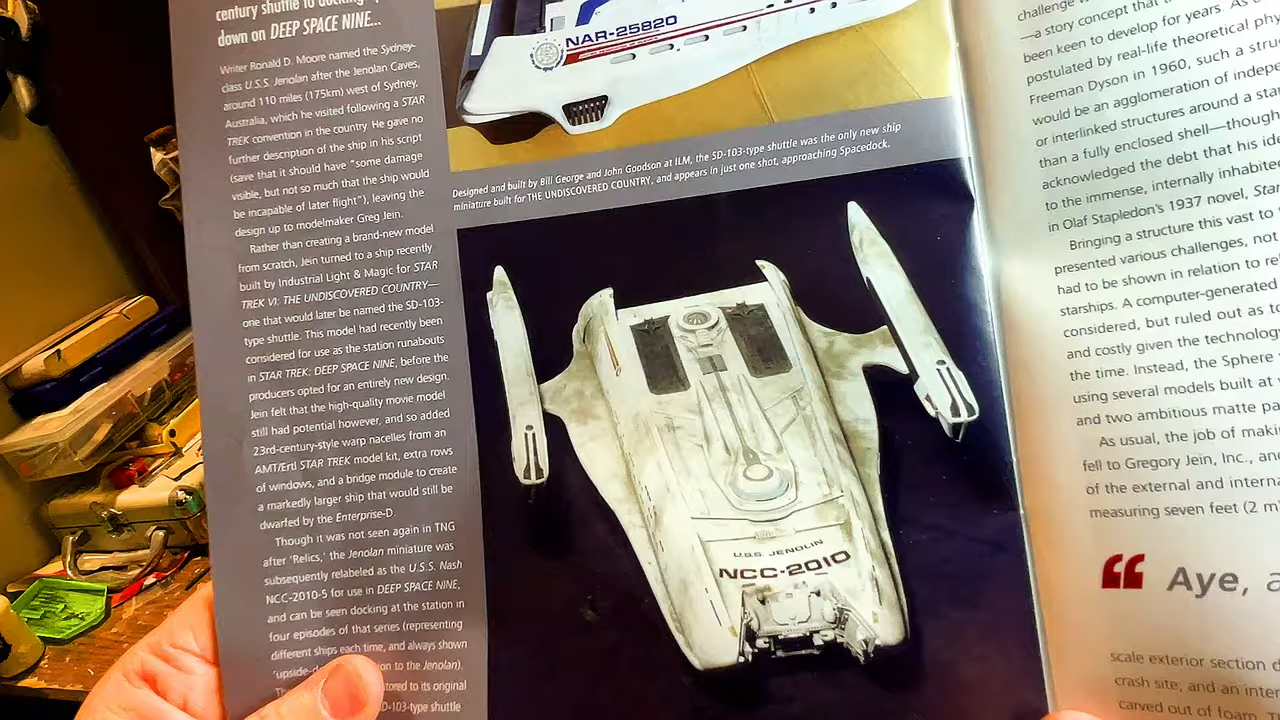 century shuttle to docking
down on DEEP SPACE NINE...
Writer Ronald D. Moore named the Sydney-
class U.S.S. Jenolan after the Jenolan Caves,
around 110 miles (175km) west of Sydney,
Australia, which he visited following a STAR
TREK convention in the country. He gave no
further description of the ship in his script
(save that it should have “some damage
visible, but not so much that the ship would
be incapable of later flight”), leaving the
design up to modelmaker Greg Jein.
Rather than creating a brand-new model
from scratch, Jein turned to a ship recently
built by Industrial Light & Magic for STAR
TREK VI: THE UNDISCOVERED COUNTRY—
one that would later be named the SD-103-
type shuttle. This model had recently been
considered for use as the station runabouts
in STAR TREK: DEEP SPACE NINE, before the
producers opted for an entirely new design.
Jein felt that the high-quality movie model
still had potential however, and so added
23rd-century-style warp nacelles from an
AMT/Ertl STAR TREK model kit, extra rows
of windows, and a bridge module to create
a markedly larger ship that would still be
dwarfed by the Enterprise-D.
Though it was not seen again in TNG
after ‘Relics,’ the Jenolan miniature was
subsequently relabeled as the U.S.S. Nash
NCC-2010-5 for use in DEEP SPACE NINE,
and can be seen docking at the station in
four episodes of that series (representing
different ships each time, and always shown
‘upside- to the Jenolan).
to its original
-103-type shuttle
NAR-25820
Designed and built by Bill George and John Goodson at ILM, the SD-103-type shuttle was the only new ship
miniature built for THE UNDISCOVERED COUNTRY, and appears in just one shot, approaching Spacedock.
U.S.S. JENOLIN
NCC-2010
challenge
—a story concept that
been keen to develop for years. As
postulated by real-life theoretical
Freeman Dyson in 1960, such a
would be an agglomeration of
or interlinked structures around a
than a fully enclosed shell—though
acknowledged the debt that his
to the immense, internally
in Olaf Stapledon's 1937 novel,
Bringing a structure this vast to
presented various challenges, not
had to be shown in relation to
starships. A computer-generated
considered, but ruled out as
and costly given the technology
the time. Instead, the Sphere
using several models built at
and two ambitious matte
As usual, the job of
fell to Gregory Jein, Inc.,
of the external and
measuring seven feet (2
“ Aye,
scale exterior section
crash site; and an
carved out of foam.